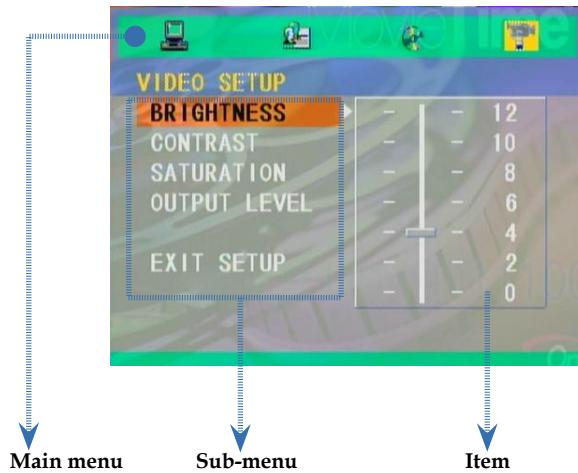 MovieTime
VIDEO SETUP
BRIGHTNESS
CONTRAST
SATURATION
OUTPUT LEVEL
EXIT SETUP
12
10
8
6
4
2
0
Main menu
Sub-menu
Item